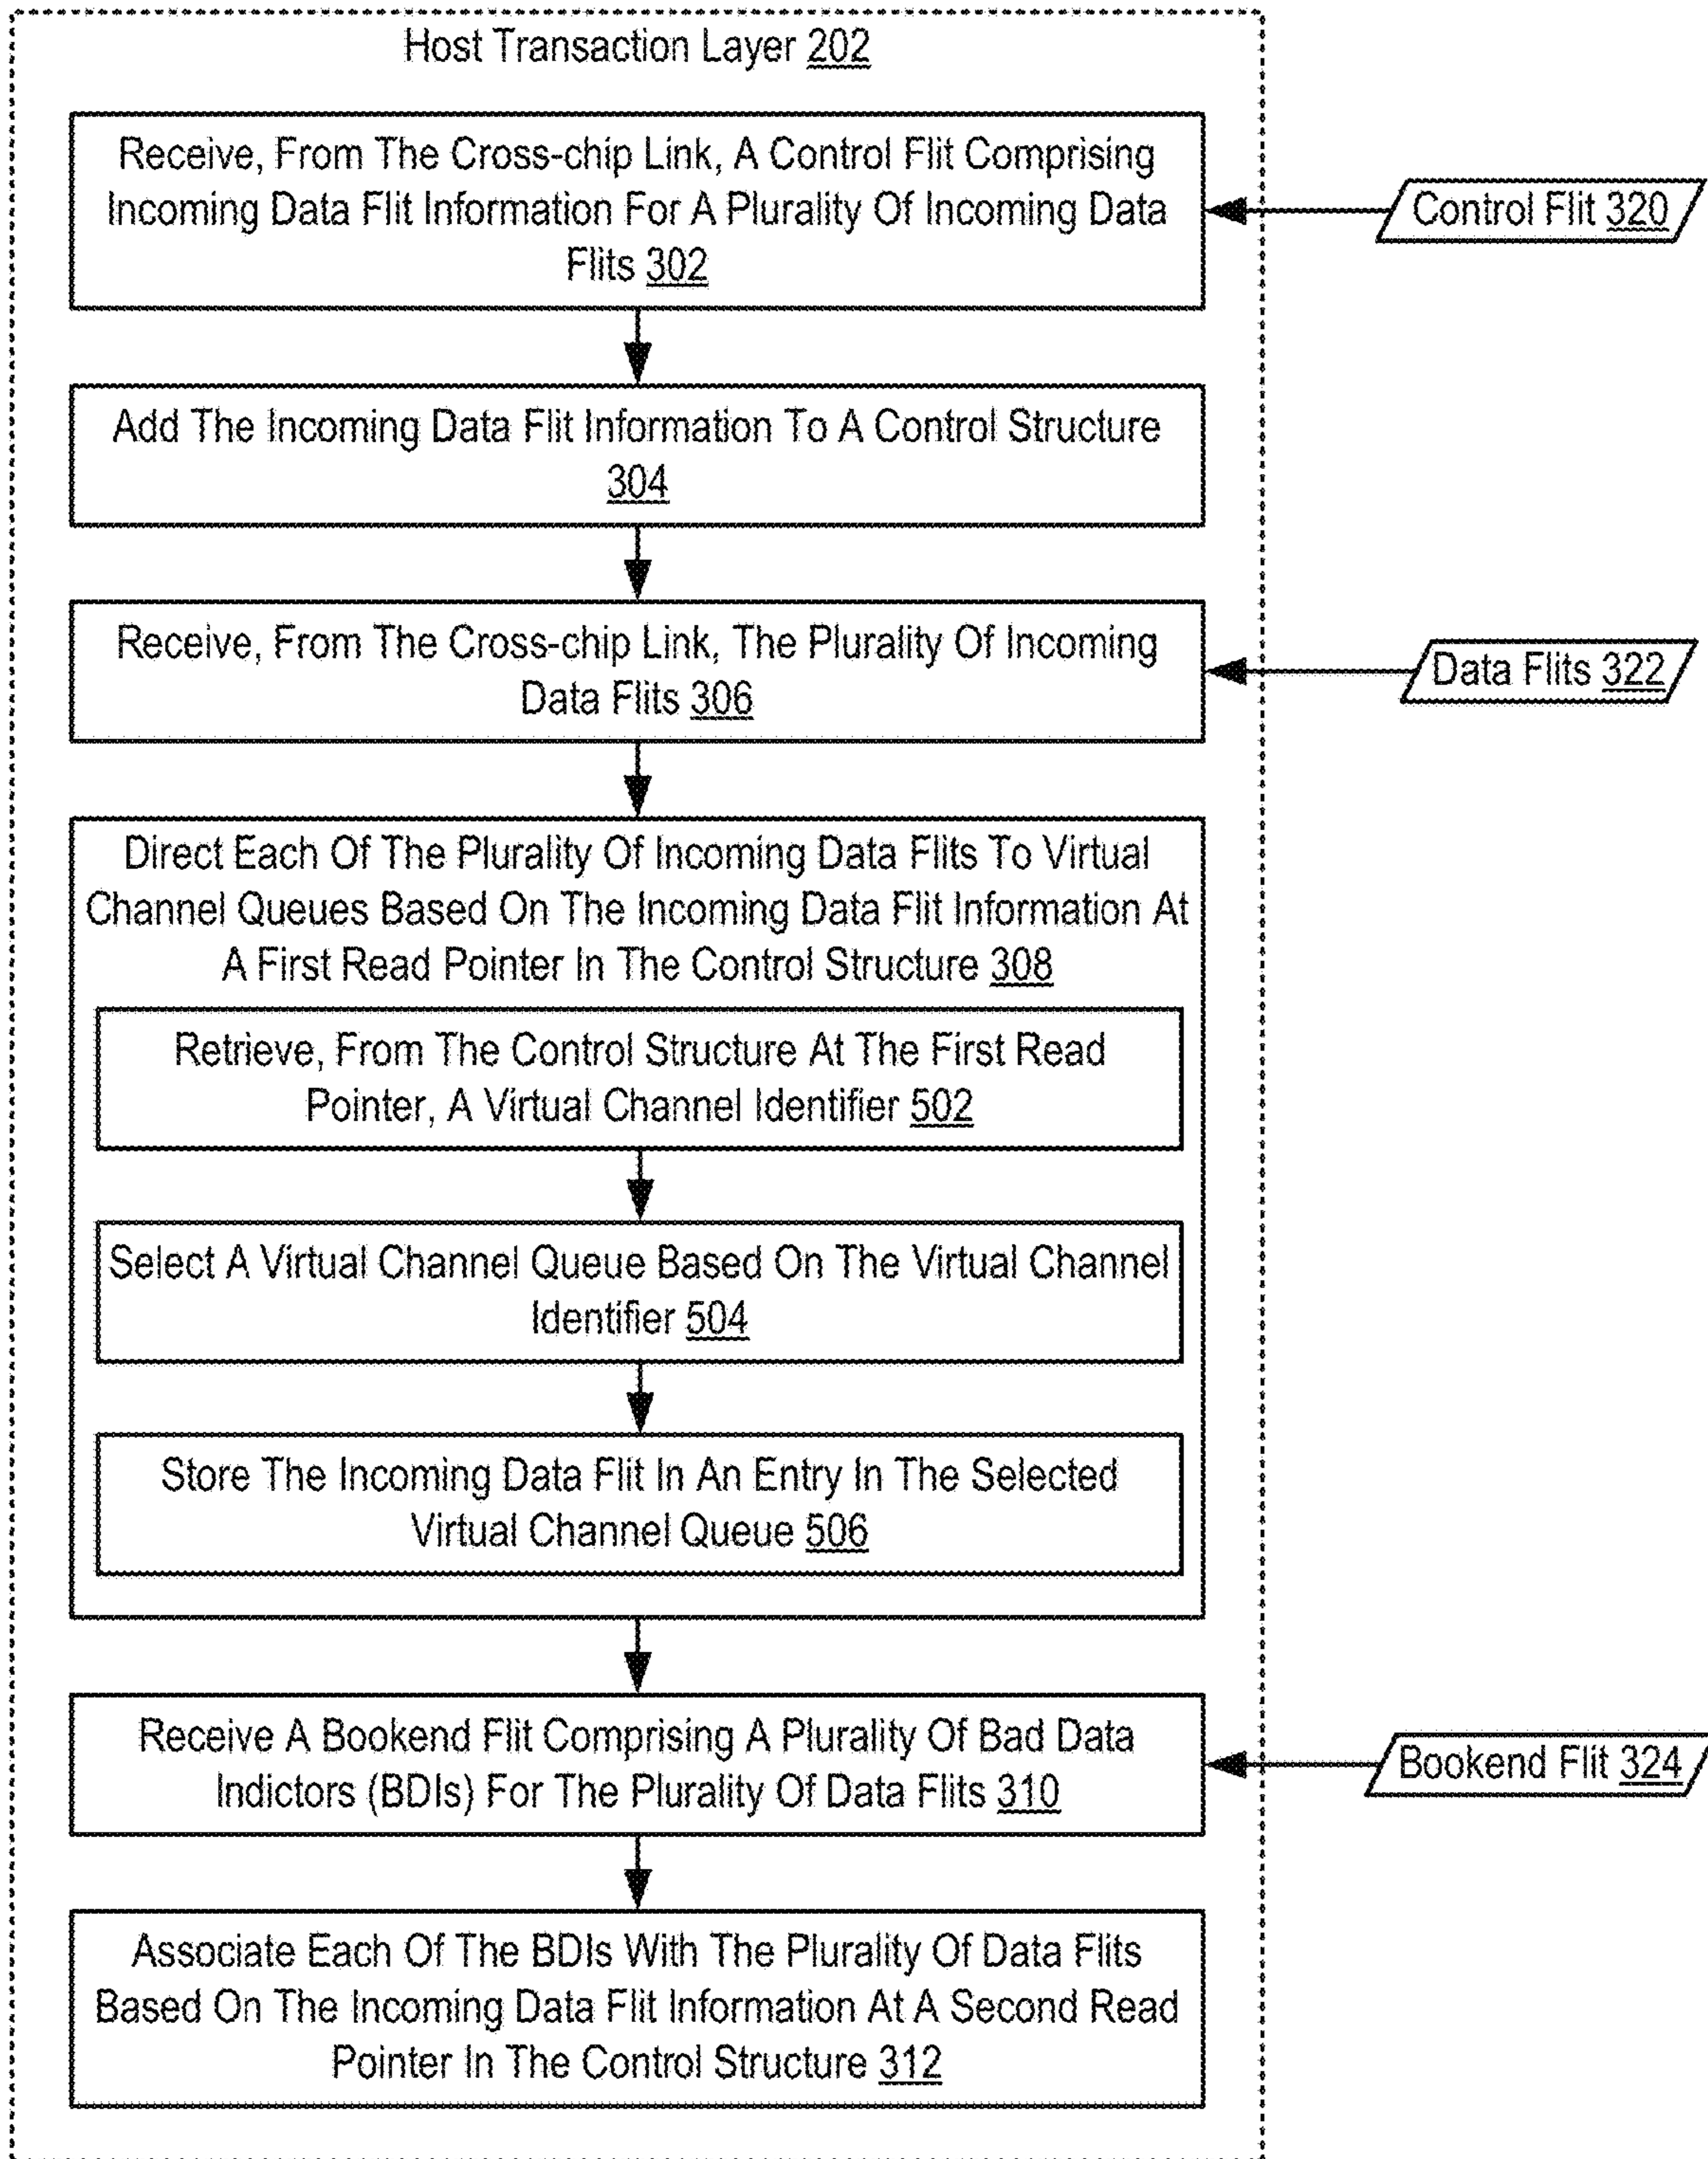 Host Transaction Layer 202
Receive, From The Cross-chip Link, A Control Flit Comprising
Incoming Data Flit Information For A Plurality Of Incoming Data
Flits 302
Control Flit 320
Add The Incoming Data Flit Information To A Control Structure
304
Receive, From The Cross-chip Link, The Plurality Of Incoming
Data Flits 306
Data Flits 322
Direct Each Of The Plurality Of Incoming Data Flits To Virtual
Channel Queues Based On The Incoming Data Flit Information At
A First Read Pointer In The Control Structure 308
Retrieve, From The Control Structure At The First Read
Pointer, A Virtual Channel Identifier 502
Select A Virtual Channel Queue Based On The Virtual Channel
Identifier 504
Store The Incoming Data Flit In An Entry In The Selected
Virtual Channel Queue 506
Receive A Bookend Flit Comprising A Plurality Of Bad Data
Indictors (BDIs) For The Plurality Of Data Flits 310
Bookend Flit 324
Associate Each Of The BDIs With The Plurality Of Data Flits
Based On The Incoming Data Flit Information At A Second Read
Pointer In The Control Structure 312